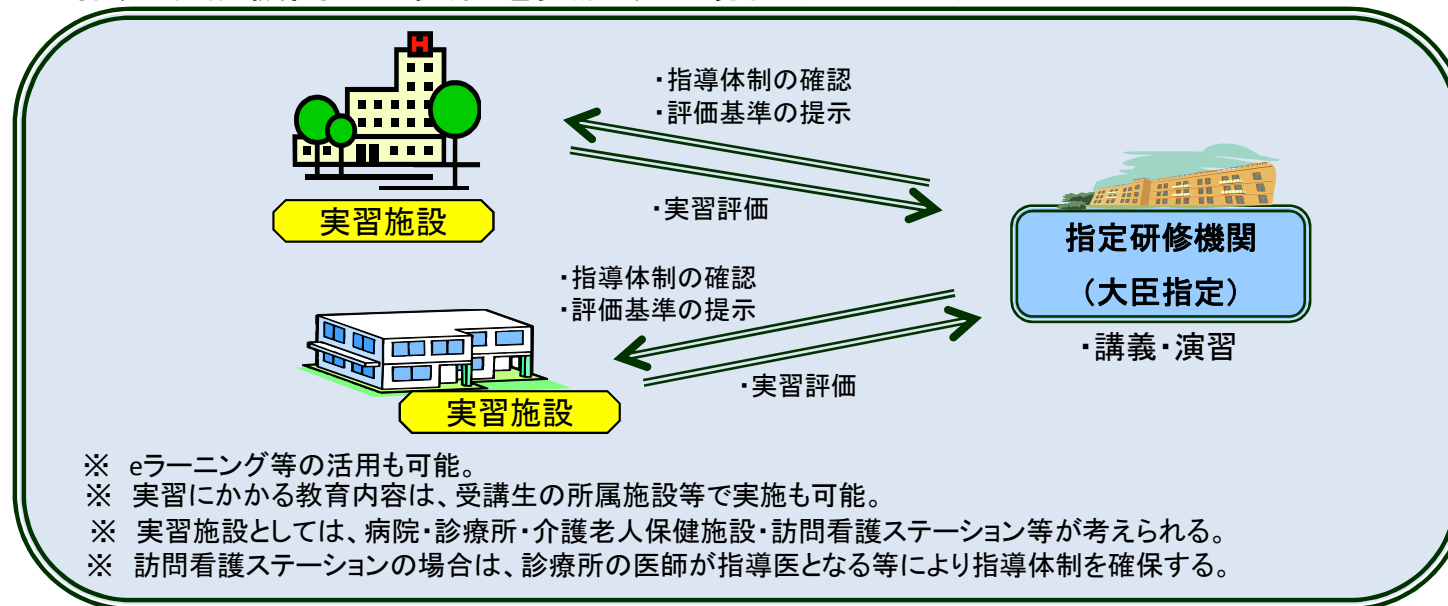 H
・指導体制の確認
・評価基準の提示
・実習評価
実習施設
指定研修機関
（大臣指定）
・講義・演習
・指導体制の確認
・評価基準の提示
・実習評価
実習施設
※ eラーニング等の活用も可能。
※ 実習にかかる教育内容は、受講生の所属施設等で実施も可能。
※ 実習施設としては、病院・診療所・介護老人保健施設・訪問看護ステーション等が考えられる。
※ 訪問看護ステーションの場合は、診療所の医師が指導医となる等により指導体制を確保する。